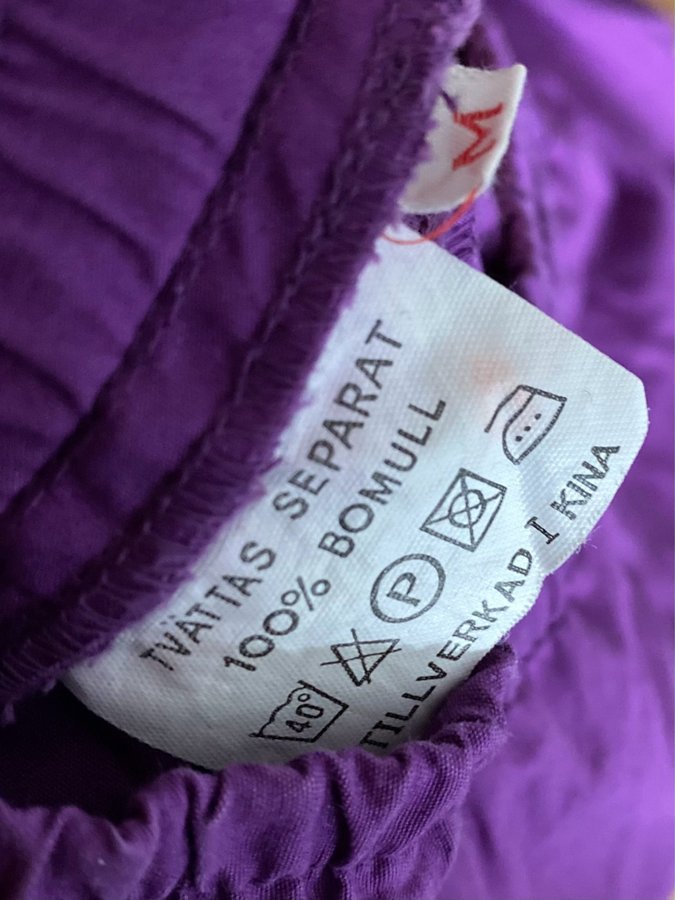 M
TVÄTTAS SEPARAT
100% BOMULL
40° P
TILLVERKAD I KINA